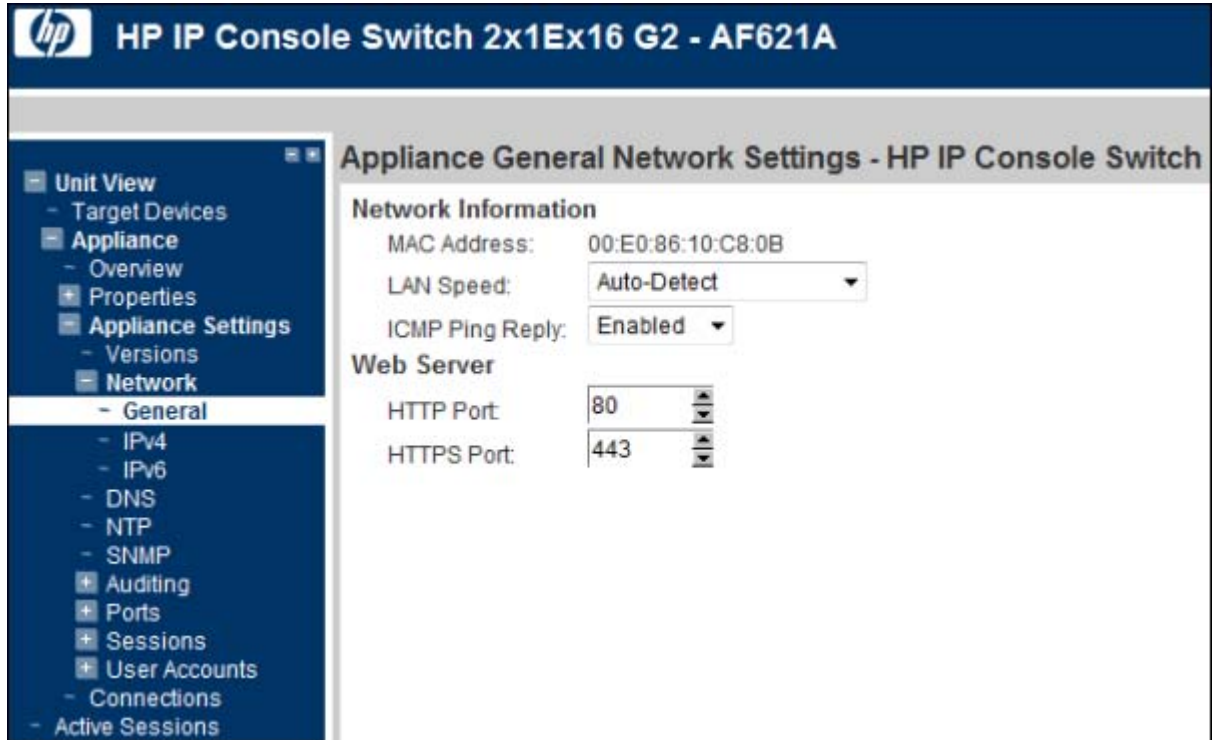 hp
HP IP Console Switch 2x1Ex16 G2 - AF621A
Unit View
Target Devices
Appliance
Overview
Properties
Appliance Settings
Versions
Network
General
IPv4
IPv6
DNS
NTP
SNMP
Auditing
Ports
Sessions
User Accounts
Connections
Active Sessions
Appliance General Network Settings - HP IP Console Switch
Network Information
MAC Address: 00:E0:86:10:C8:0B
LAN Speed: Auto-Detect
ICMP Ping Reply: Enabled
Web Server
HTTP Port: 80
HTTPS Port: 443